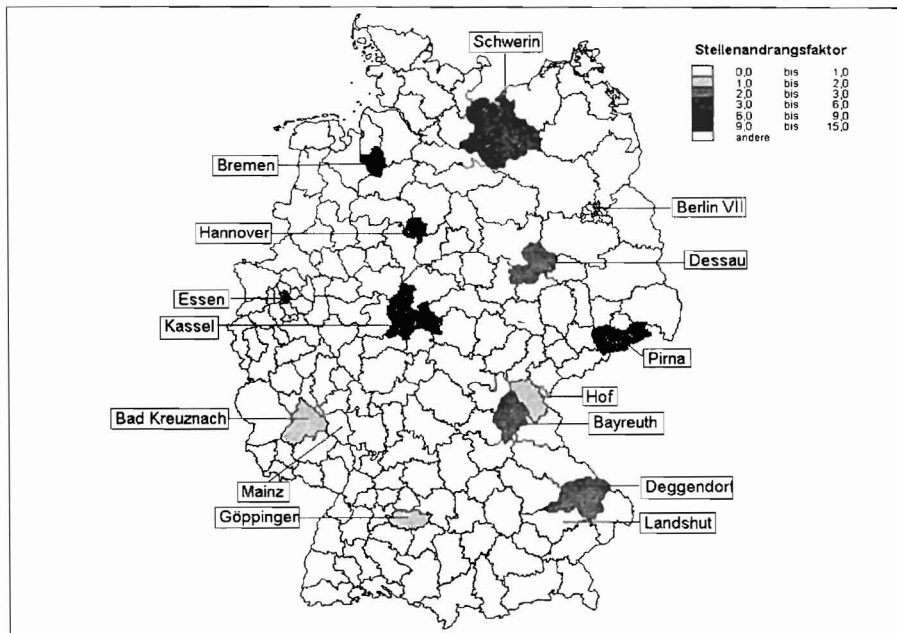 Schwerin
Stellenandrangsfaktor
0,0 bis 1,0
1,0 bis 2,0
2,0 bis 3,0
3,0 bis 6,0
6,0 bis 9,0
9,0 bis 15,0
andere
Bremen
Berlin VII
Hannover
Dessau
Essen
Kassel
Pirna
Hof
Bad Kreuznach
Bayreuth
Mainz
Deggendorf
Göppingen
Landshut